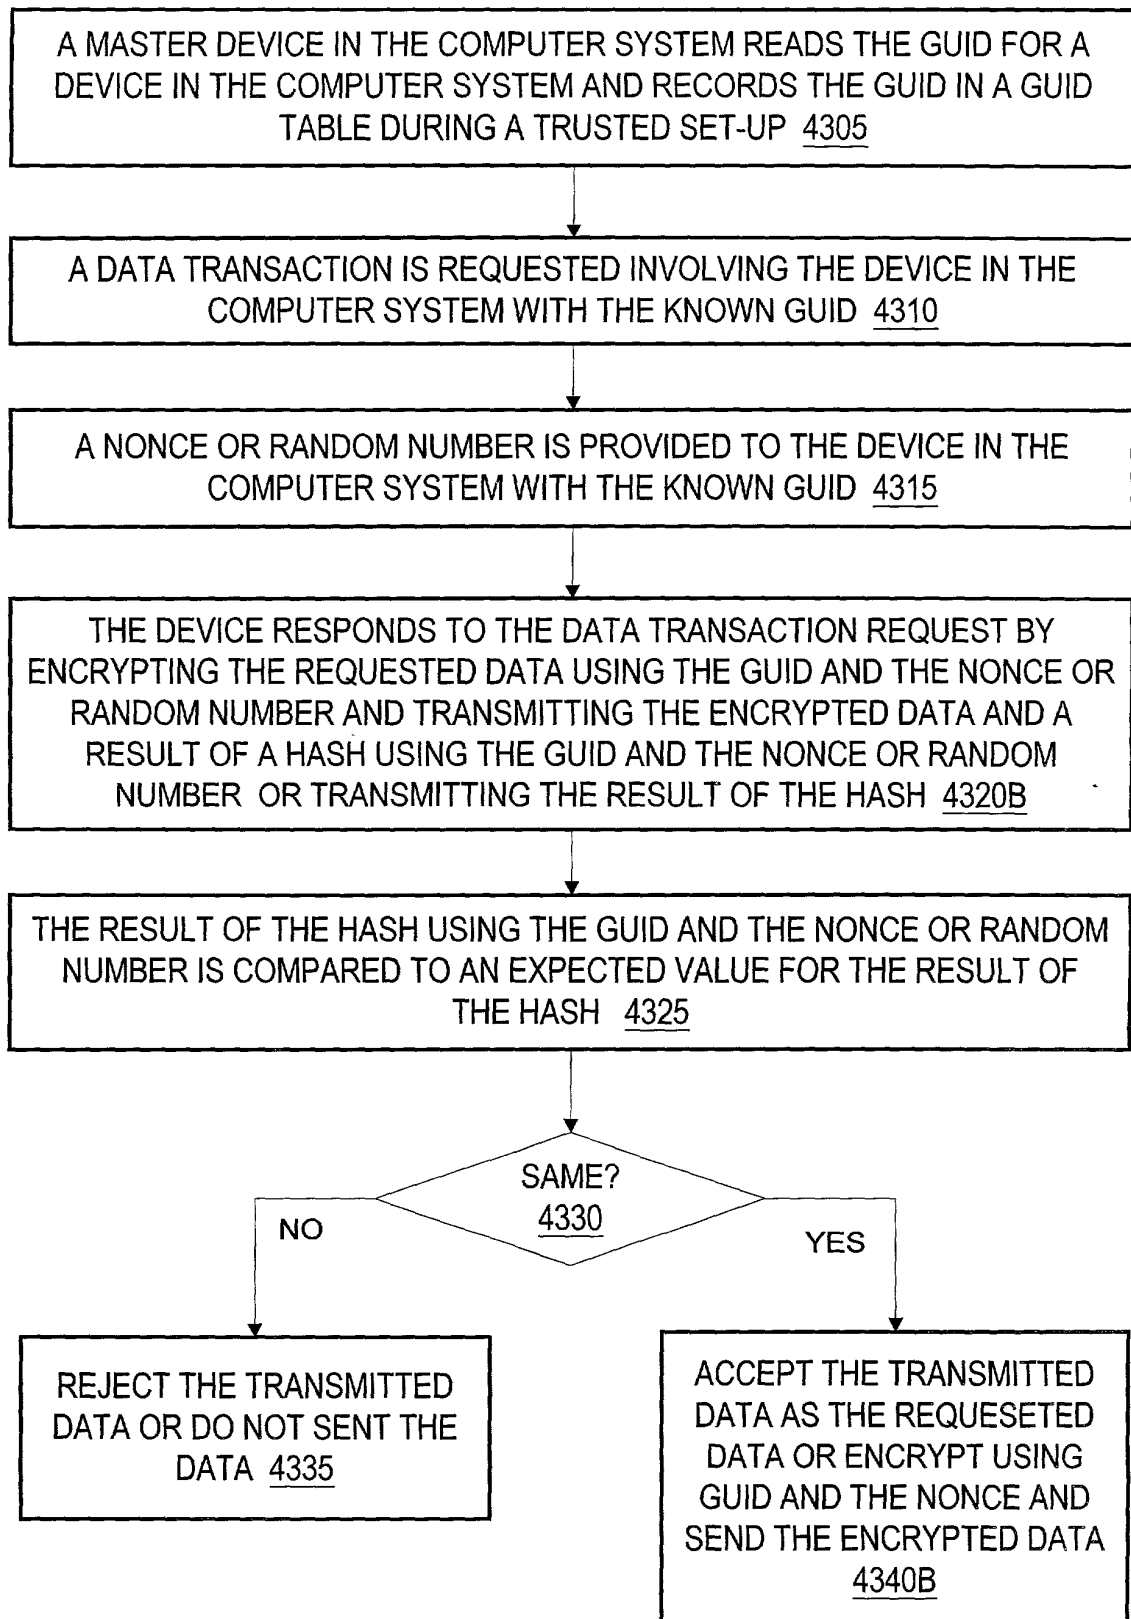 A MASTER DEVICE IN THE COMPUTER SYSTEM READS THE GUID FOR A
DEVICE IN THE COMPUTER SYSTEM AND RECORDS THE GUID IN A GUID
TABLE DURING A TRUSTED SET-UP 4305
A DATA TRANSACTION IS REQUESTED INVOLVING THE DEVICE IN THE
COMPUTER SYSTEM WITH THE KNOWN GUID 4310
A NONCE OR RANDOM NUMBER IS PROVIDED TO THE DEVICE IN THE
COMPUTER SYSTEM WITH THE KNOWN GUID 4315
THE DEVICE RESPONDS TO THE DATA TRANSACTION REQUEST BY
ENCRYPTING THE REQUESTED DATA USING THE GUID AND THE NONCE OR
RANDOM NUMBER AND TRANSMITTING THE ENCRYPTED DATA AND A
RESULT OF A HASH USING THE GUID AND THE NONCE OR RANDOM
NUMBER OR TRANSMITTING THE RESULT OF THE HASH 4320B
THE RESULT OF THE HASH USING THE GUID AND THE NONCE OR RANDOM
NUMBER IS COMPARED TO AN EXPECTED VALUE FOR THE RESULT OF
THE HASH 4325
SAME?
4330
NO
YES
REJECT THE TRANSMITTED
DATA OR DO NOT SENT THE
DATA 4335
ACCEPT THE TRANSMITTED
DATA AS THE REQUESETED
DATA OR ENCRYPT USING
GUID AND THE NONCE AND
SEND THE ENCRYPTED DATA
4340B